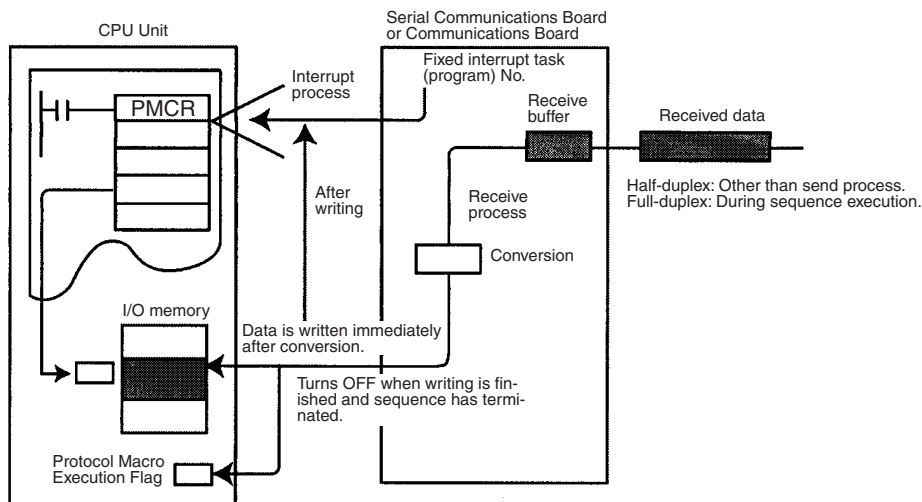 CPU Unit
Serial Communications Board
or Communications Board
Fixed interrupt task
(program) No.
Interrupt
process
PMCR
Receive
buffer
Received data
Half-duplex: Other than send process.
Full-duplex: During sequence execution.
After
writing
Receive
process
Conversion
I/O memory
Data is written immediately
after conversion.
Turns OFF when writing is fin-
ished and sequence has termi-
nated.
Protocol Macro
Execution Flag